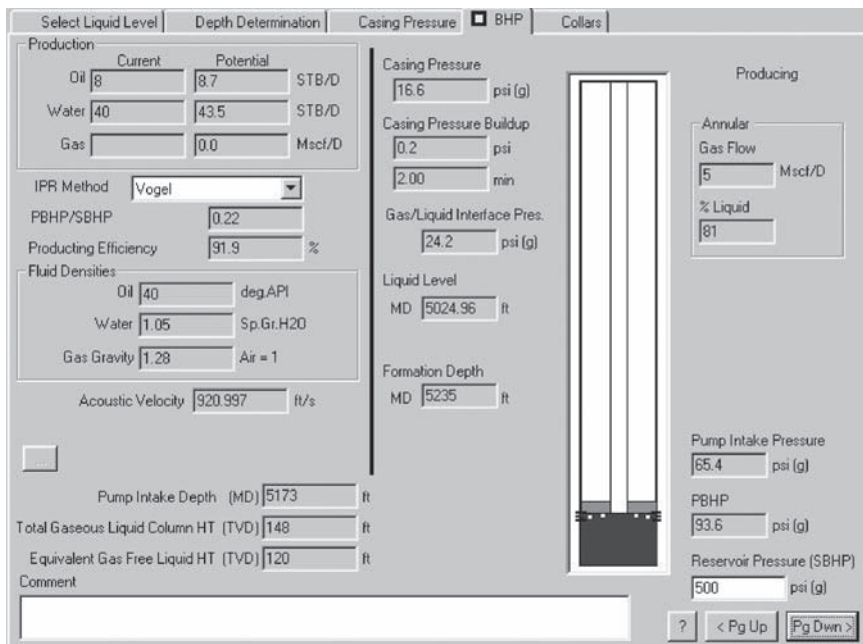 Select Liquid Level Depth Determination Casing Pressure BHP Collars
Production
Current Potential
Oil 8 8.7 STB/D
Water 40 43.5 STB/D
Gas 0.0 Mscf/D
IPR Method Vogel
PBHP/SBHP 0.22
Producting Efficiency 91.9 %
Fluid Densities
Oil 40 deg.API
Water 1.05 Sp.Gr.H2O
Gas Gravity 1.28 Air = 1
Acoustic Velocity 920.997 ft/s
...
Pump Intake Depth (MD) 5173 ft
Total Gaseous Liquid Column HT (TVD) 148 ft
Equivalent Gas Free Liquid HT (TVD) 120 ft
Comment
Casing Pressure
16.6 psi (g)
Casing Pressure Buildup
0.2 psi
2.00 min
Gas/Liquid Interface Pres.
24.2 psi (g)
Liquid Level
MD 5024.96 ft
Formation Depth
MD 5235 ft
Producing
Annular
Gas Flow
5 Mscf/D
% Liquid
81
Pump Intake Pressure
65.4 psi (g)
PBHP
93.6 psi (g)
Reservoir Pressure (SBHP)
500 psi (g)
? < Pg Up Pg Dwn >